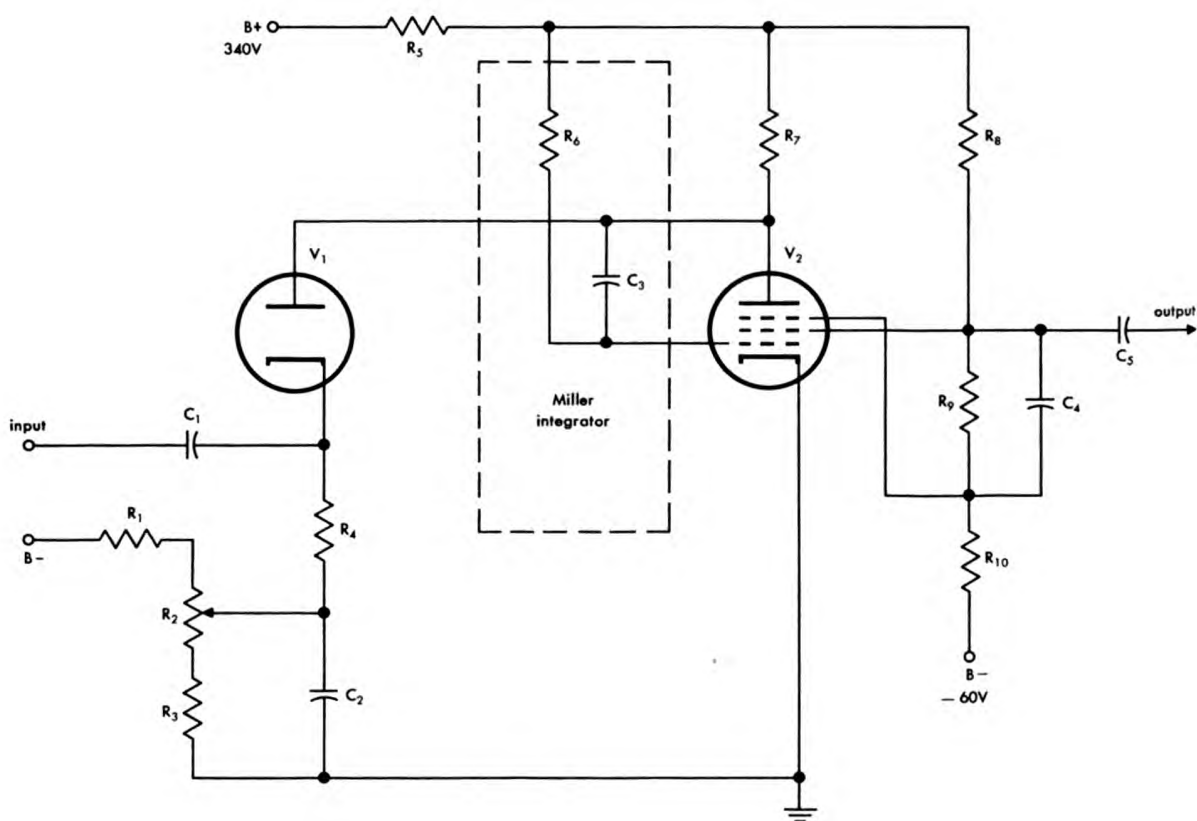 B+
340V
R5
R6
R7
R8
V1
C3
V2
output
C5
R9
C4
Miller
integrator
input
C1
R4
R1
B-
R2
R10
R3
C2
B-
- 60V